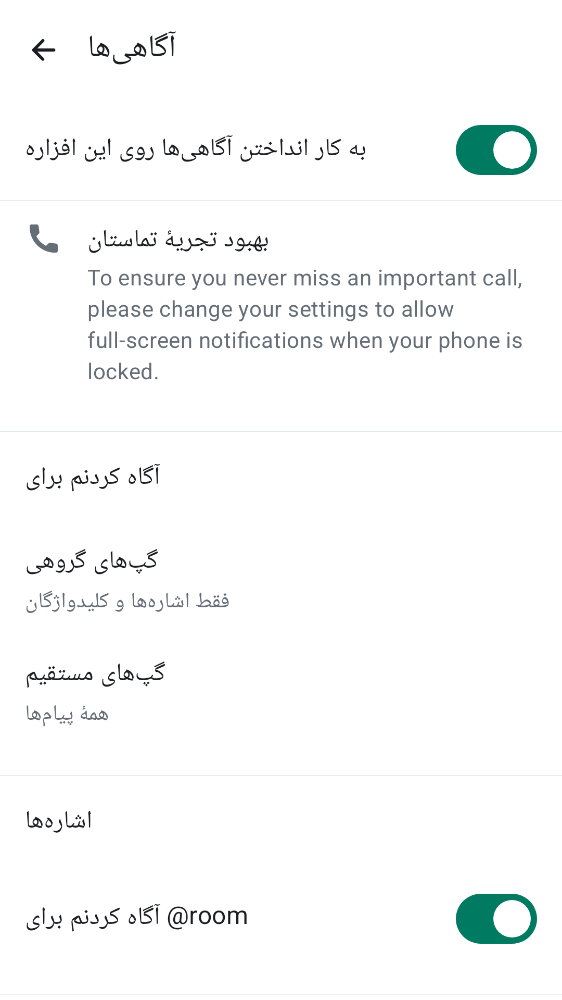 آگاهی‌ها
به کار انداختن آگاهی‌ها روی این افزاره
بهبود تجربهٔ تماستان
To ensure you never miss an important call,
please change your settings to allow
full-screen notifications when your phone is
locked.
آگاه کردنم برای
گپ‌های گروهی
فقط اشاره‌ها و کلیدواژگان
گپ‌های مستقیم
همهٔ پیام‌ها
اشاره‌ها
آگاه کردنم برای @room